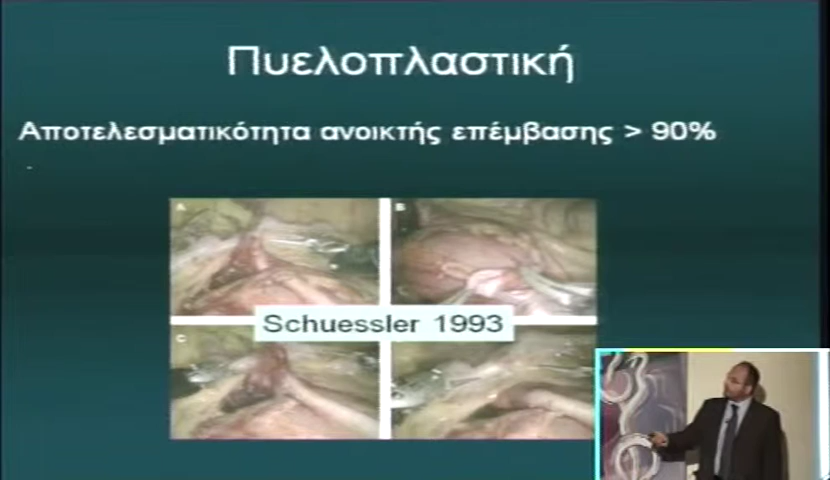 Πυελοπλαστική
Αποτελεσματικότητα ανοικτής επέμβασης > 90%
A
B
Schuessler 1993
C